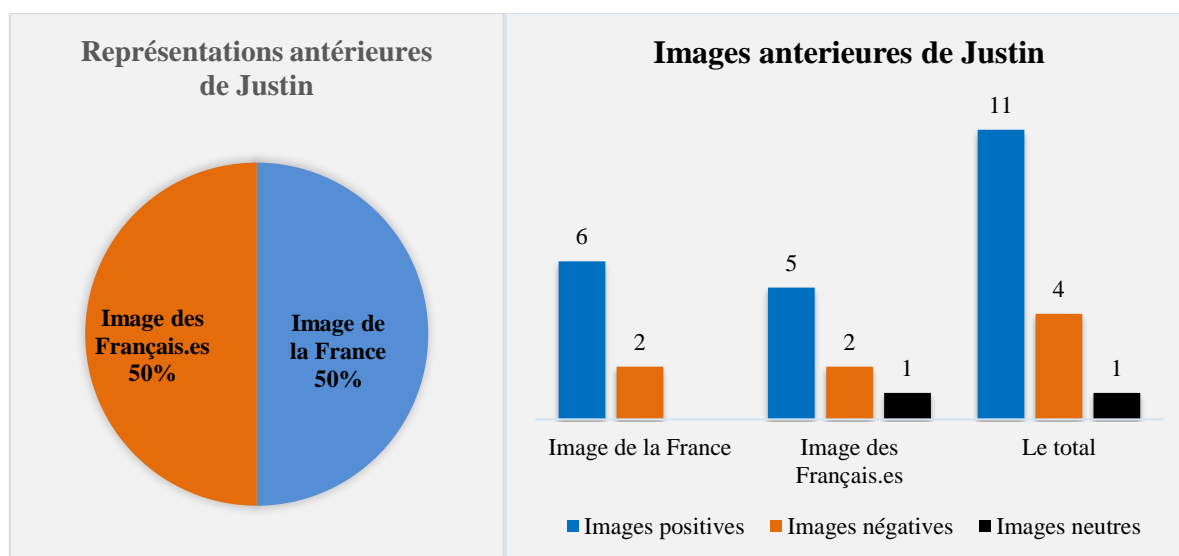 Représentations antérieures
de Justin
Image des
Français.es
50%
Image de
la France
50%
Images anterieures de Justin
11
6
5
4
2
2
1
1
Image de la France
Image des
Français.es
Le total
Images positives
Images négatives
Images neutres